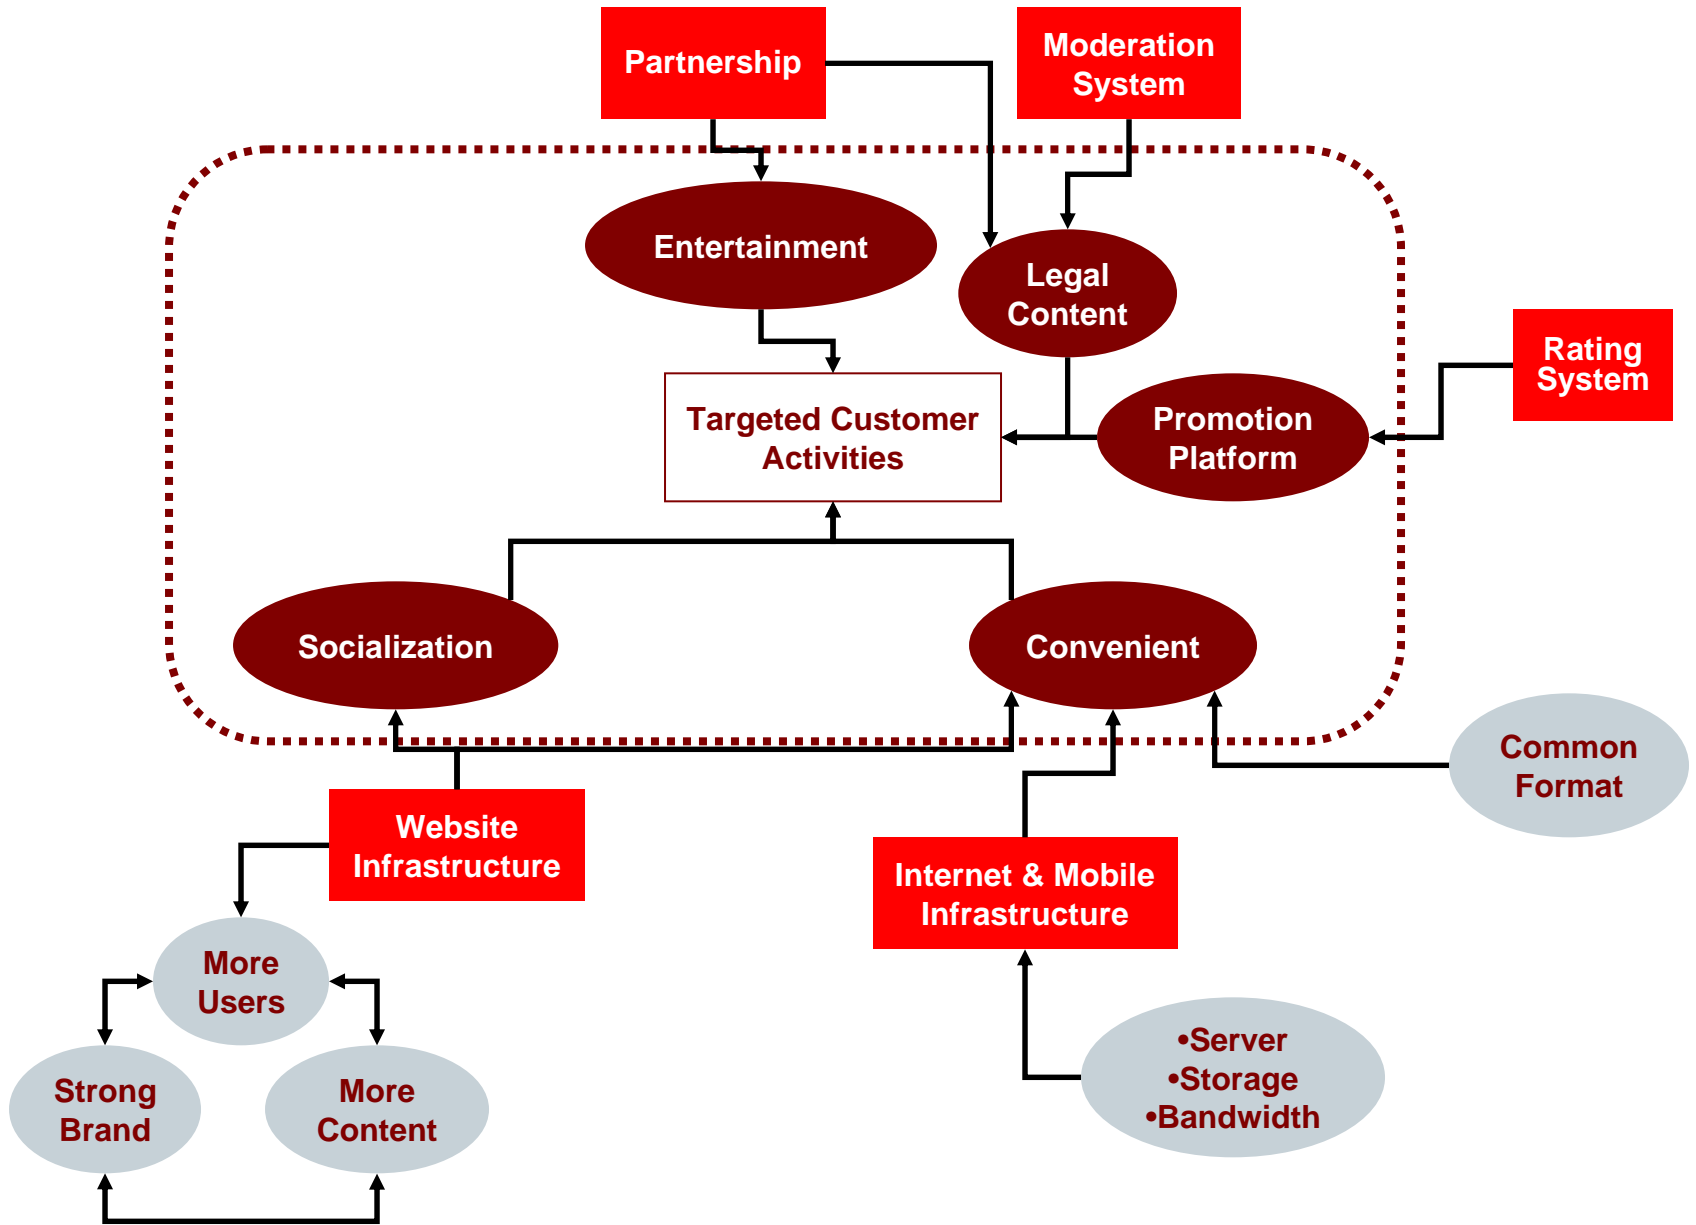 Partnership
Moderation
System
Entertainment
Legal
Content
Rating
System
Targeted Customer
Activities
Promotion
Platform
Socialization
Convenient
Common
Format
Website
Infrastructure
Internet & Mobile
Infrastructure
More
Users
Strong
Brand
More
Content
•Server
•Storage
•Bandwidth